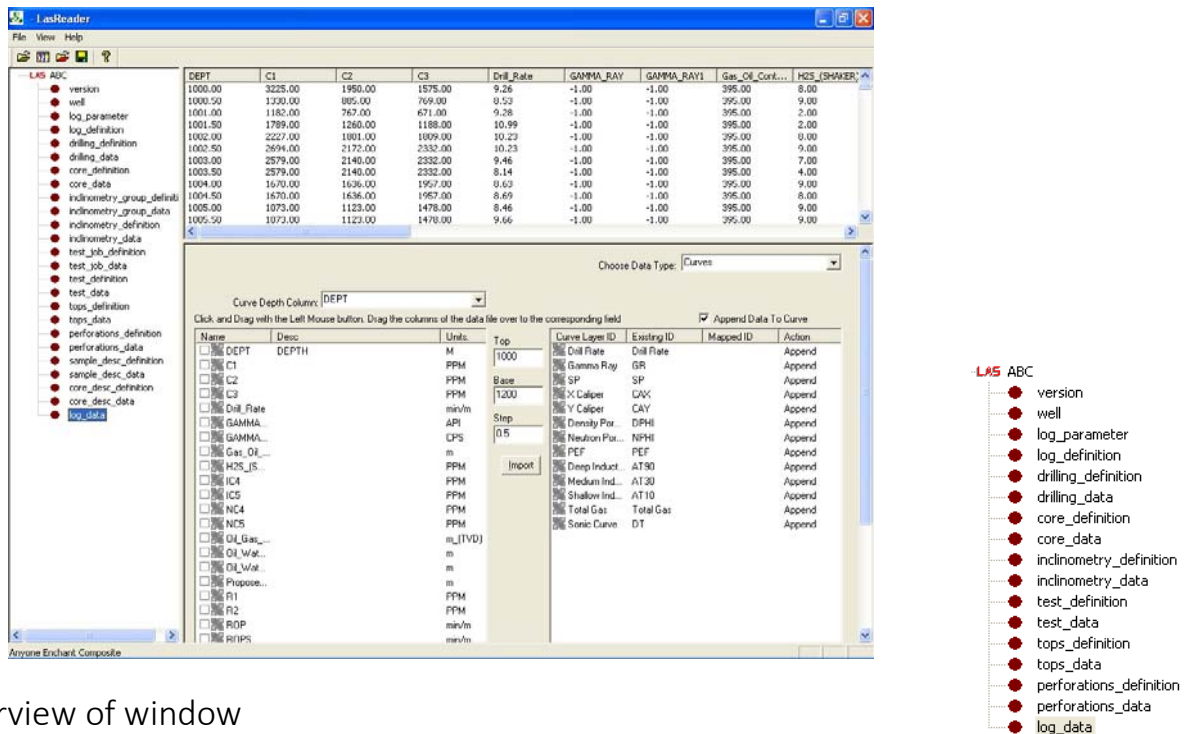 - LasReader
File View Help
LAS ABC
version
well
log_parameter
log_definition
drilling_definition
drilling_data
core_definition
core_data
inclinometry_group_definiti
inclinometry_group_data
inclinometry_definition
inclinometry_data
test_job_definition
test_job_data
test_definition
test_data
tops_definition
tops_data
perforations_definition
perforations_data
sample_desc_definition
sample_desc_data
core_desc_definition
core_desc_data
log_data
DEPT C1 C2 C3 Drill_Rate GAMMA_RAY GAMMA_RAY1 Gas_Oil_Cont... H2S_(SHAKER)
1000.00 3225.00 1950.00 1575.00 9.26 -1.00 -1.00 395.00 8.00
1000.50 1330.00 885.00 769.00 8.53 -1.00 -1.00 395.00 9.00
1001.00 1182.00 767.00 671.00 9.28 -1.00 -1.00 395.00 2.00
1001.50 1789.00 1260.00 1188.00 10.99 -1.00 -1.00 395.00 2.00
1002.00 2227.00 1801.00 1809.00 10.23 -1.00 -1.00 395.00 8.00
1002.50 2694.00 2172.00 2332.00 10.23 -1.00 -1.00 395.00 9.00
1003.00 2579.00 2140.00 2332.00 9.46 -1.00 -1.00 395.00 7.00
1003.50 2579.00 2140.00 2332.00 8.14 -1.00 -1.00 395.00 4.00
1004.00 1670.00 1636.00 1957.00 8.63 -1.00 -1.00 395.00 9.00
1004.50 1670.00 1636.00 1957.00 8.69 -1.00 -1.00 395.00 8.00
1005.00 1073.00 1123.00 1478.00 8.46 -1.00 -1.00 395.00 9.00
1005.50 1073.00 1123.00 1478.00 9.66 -1.00 -1.00 395.00 9.00
Choose Data Type: Curves
Curve Depth Column: DEPT
Click and Drag with the Left Mouse button. Drag the columns of the data file over to the corresponding field
Append Data To Curve
Name Desc Units.
DEPT DEPTH M
C1 PPM
C2 PPM
C3 PPM
Drill_Rate min/m
GAMMA... API
GAMMA... CPS
Gas_Oil_... m
H2S_(S... PPM
IC4 PPM
IC5 PPM
NC4 PPM
NC5 PPM
Oil_Gas_... m_(TVD)
Oil_Wat... m
Oil_Wat... m
Propose... m
R1 PPM
R2 PPM
ROP min/m
ROPS min/m
Top
1000
Base
1200
Step
0.5
Import
Curve Layer ID Existing ID Mapped ID Action
Drill Rate Drill Rate Append
Gamma Ray GR Append
SP SP Append
X Caliper CAX Append
Y Caliper CAY Append
Density Por... DPHI Append
Neutron Por... NPHI Append
PEF PEF Append
Deep Induct... AT90 Append
Medium Ind... AT30 Append
Shallow Ind... AT10 Append
Total Gas Total Gas Append
Sonic Curve DT Append
Anyone Enchant Composite
rview of window
LAS ABC
version
well
log_parameter
log_definition
drilling_definition
drilling_data
core_definition
core_data
inclinometry_definition
inclinometry_data
test_definition
test_data
tops_definition
tops_data
perforations_definition
perforations_data
log_data